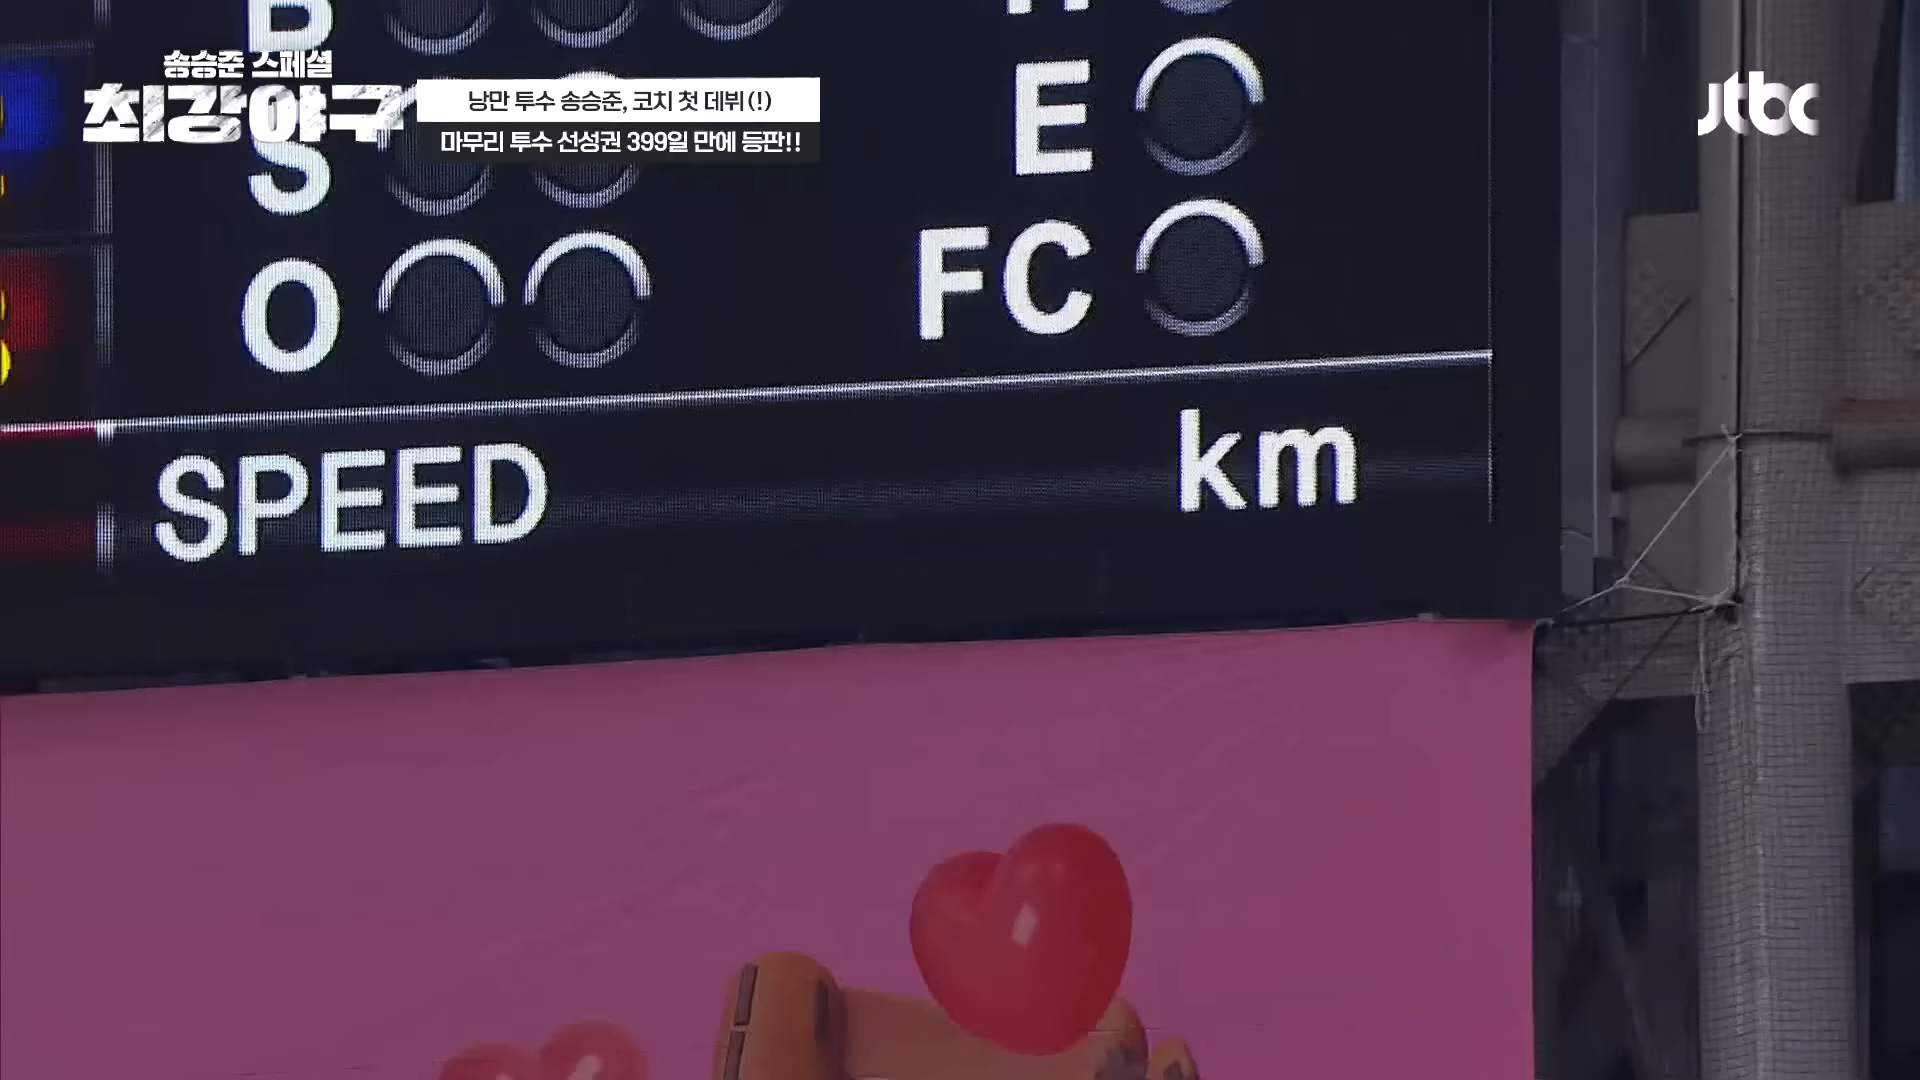 송승준 스페셜
최강야구
낭만 투수 송승준, 코치 첫 데뷔(!)
마무리 투수 선성권 399일 만에 등판!!
jtbc
B
H
S
E
O
FC
SPEED km